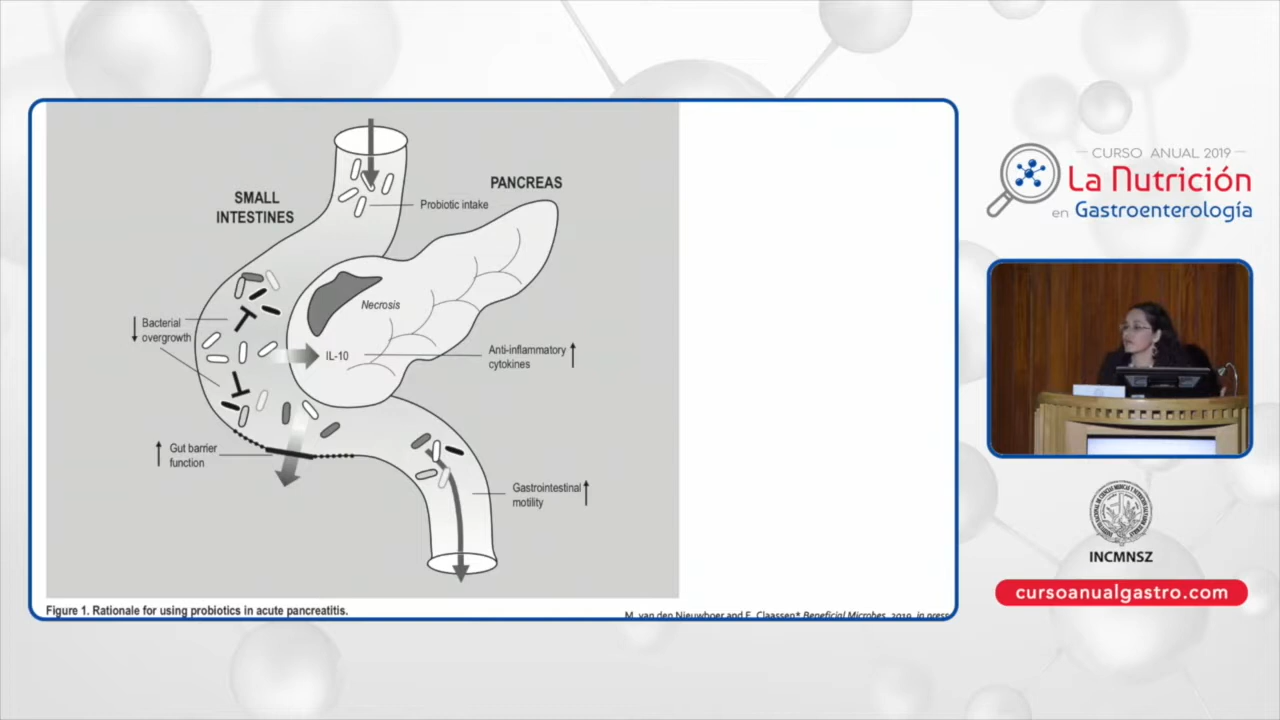 SMALL
INTESTINES
PANCREAS
Probiotic intake
Necrosis
Bacterial
overgrowth
IL-10
Anti-inflammatory
cytokines
Gut barrier
function
Gastrointestinal
motility
Figure 1. Rationale for using probiotics in acute pancreatitis.
M. van den Nieuwboer and E. Claassen* Beneficial Microbes, 2019, in press
CURSO ANUAL 2019
La Nutrición
en Gastroenterología
INCMNSZ
cursoanualgastro.com